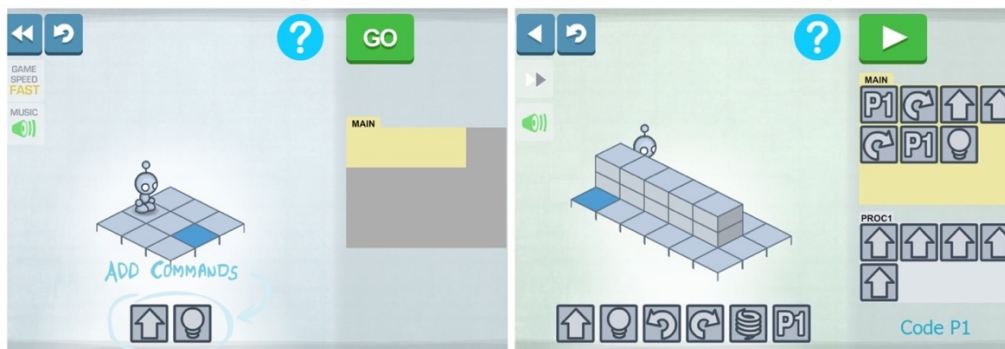 ?
GO
GAME
SPEED
FAST
MUSIC
MAIN
ADD COMMANDS
?
MAIN
P1
P1
PROC1
P1
Code P1